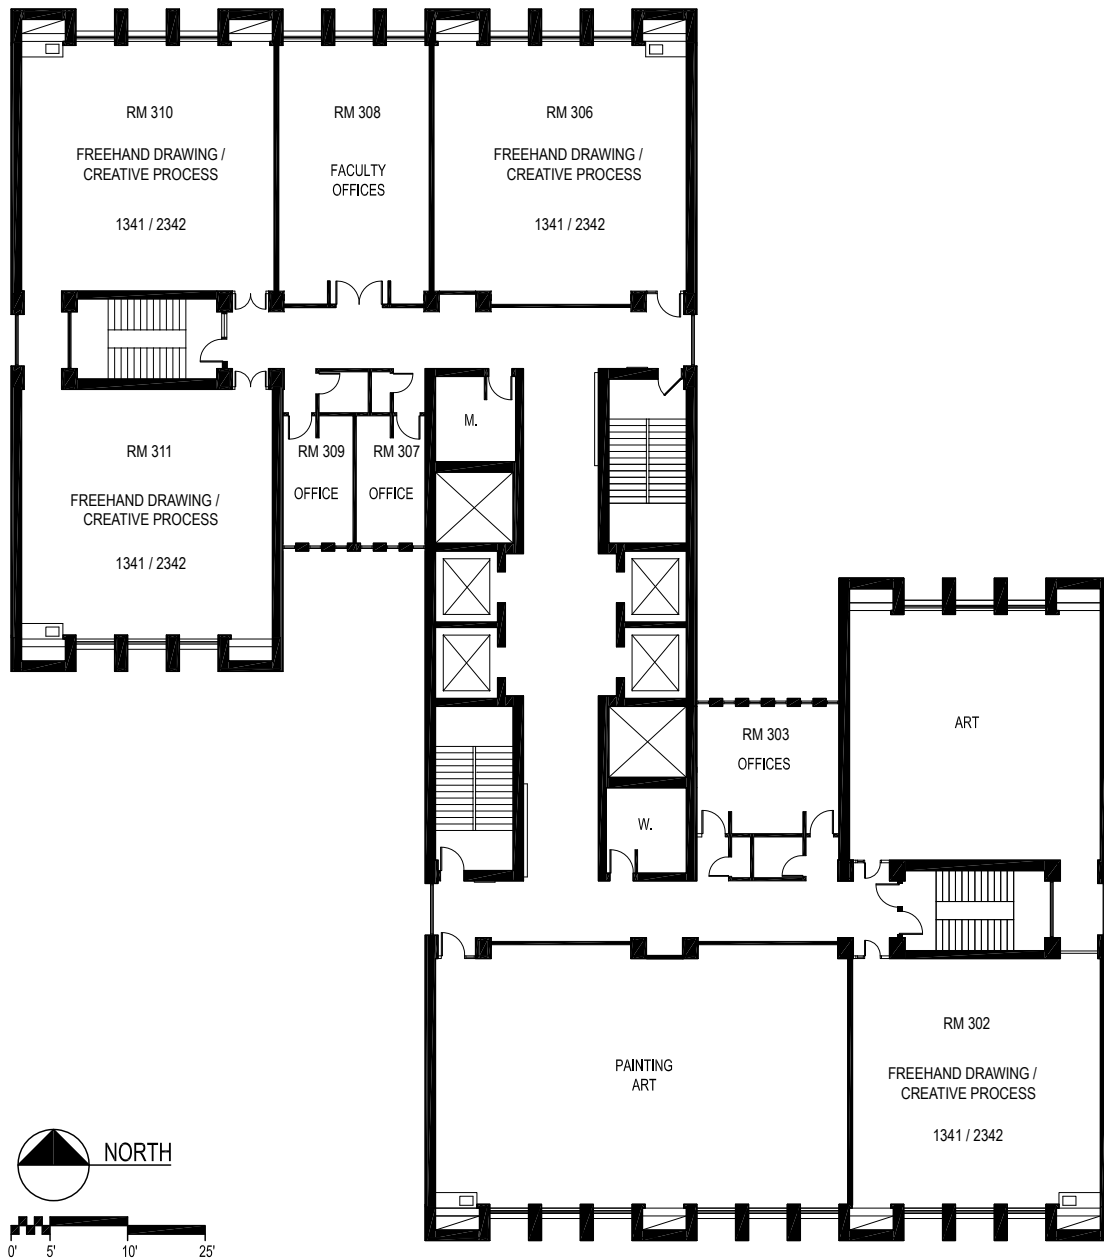 RM 310
FREEHAND DRAWING /
CREATIVE PROCESS
1341 / 2342
RM 308
FACULTY
OFFICES
RM 306
FREEHAND DRAWING /
CREATIVE PROCESS
1341 / 2342
RM 311
FREEHAND DRAWING /
CREATIVE PROCESS
1341 / 2342
RM 309
OFFICE
RM 307
OFFICE
M.
RM 303
OFFICES
ART
W.
PAINTING
ART
RM 302
FREEHAND DRAWING /
CREATIVE PROCESS
1341 / 2342
NORTH
0' 5' 10' 25'